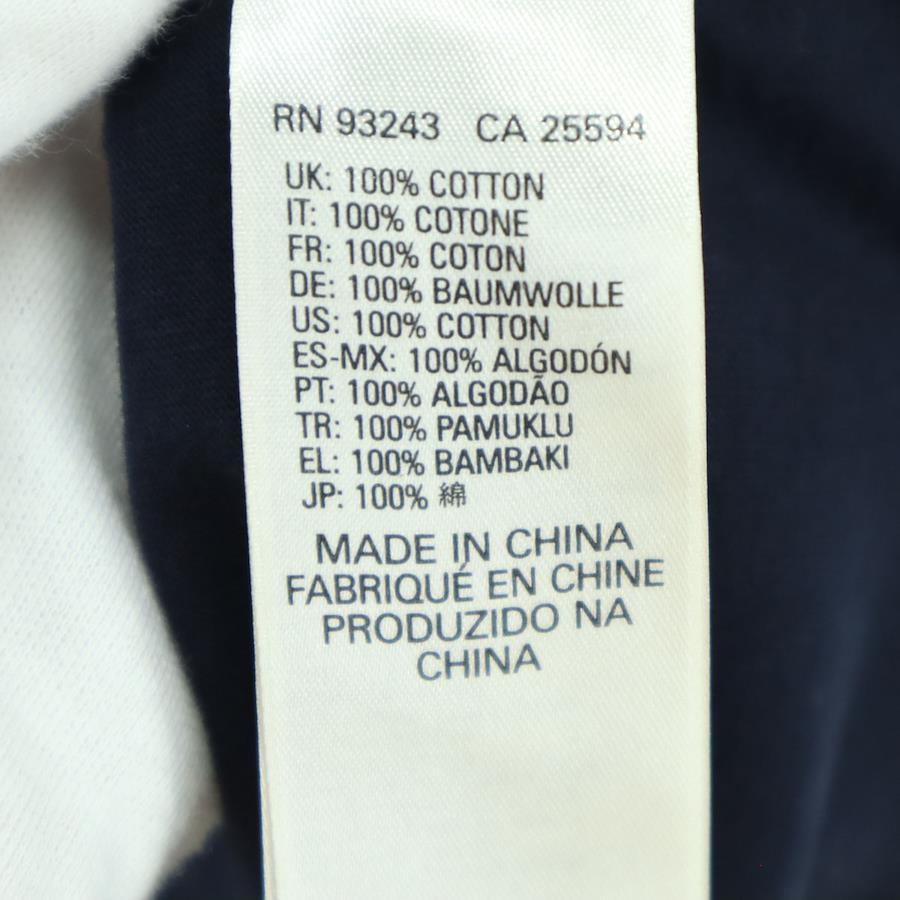 RN 93243 CA 25594
UK: 100% COTTON
IT: 100% COTONE
FR: 100% COTON
DE: 100% BAUMWOLLE
US: 100% COTTON
ES-MX: 100% ALGODÓN
PT: 100% ALGODÃO
TR: 100% PAMUKLU
EL: 100% BAMBAKI
JP: 100% 綿
MADE IN CHINA
FABRIQUÉ EN CHINE
PRODUZIDO NA
CHINA